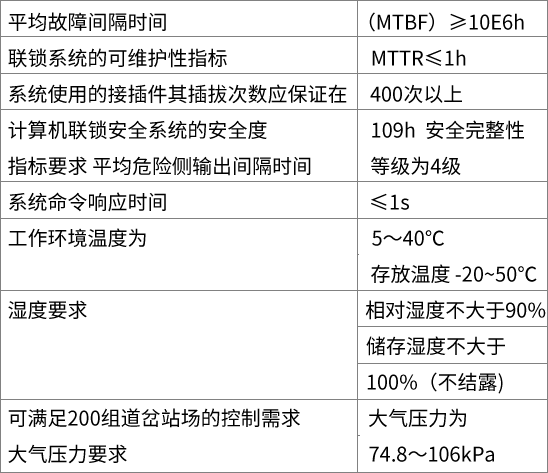 平均故障间隔时间 （MTBF）≥10E6h
联锁系统的可维护性指标 MTTR≤1h
系统使用的接插件其插拔次数应保证在 400次以上
计算机联锁安全系统的安全度 109h 安全完整性
指标要求 平均危险侧输出间隔时间 等级为4级
系统命令响应时间 ≤1s
工作环境温度为 5～40℃
存放温度 -20~50℃
湿度要求 相对湿度不大于90%
储存湿度不大于
100%（不结露)
可满足200组道岔站场的控制需求 大气压力为
大气压力要求 74.8～106kPa